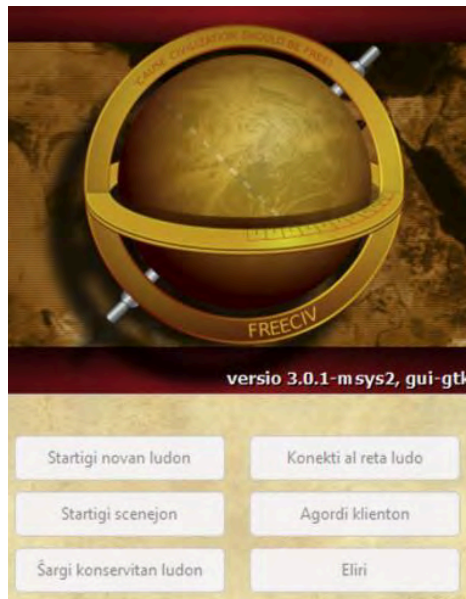 'CAUSE CIVILIZATION SHOULD BE FREE!
FREECIV
versio 3.0.1-msys2, gui-gtk
Startigi novan ludon
Konekti al reta ludo
Startigi scenejon
Agordi klienton
Ŝargi konservitan ludon
Eliri